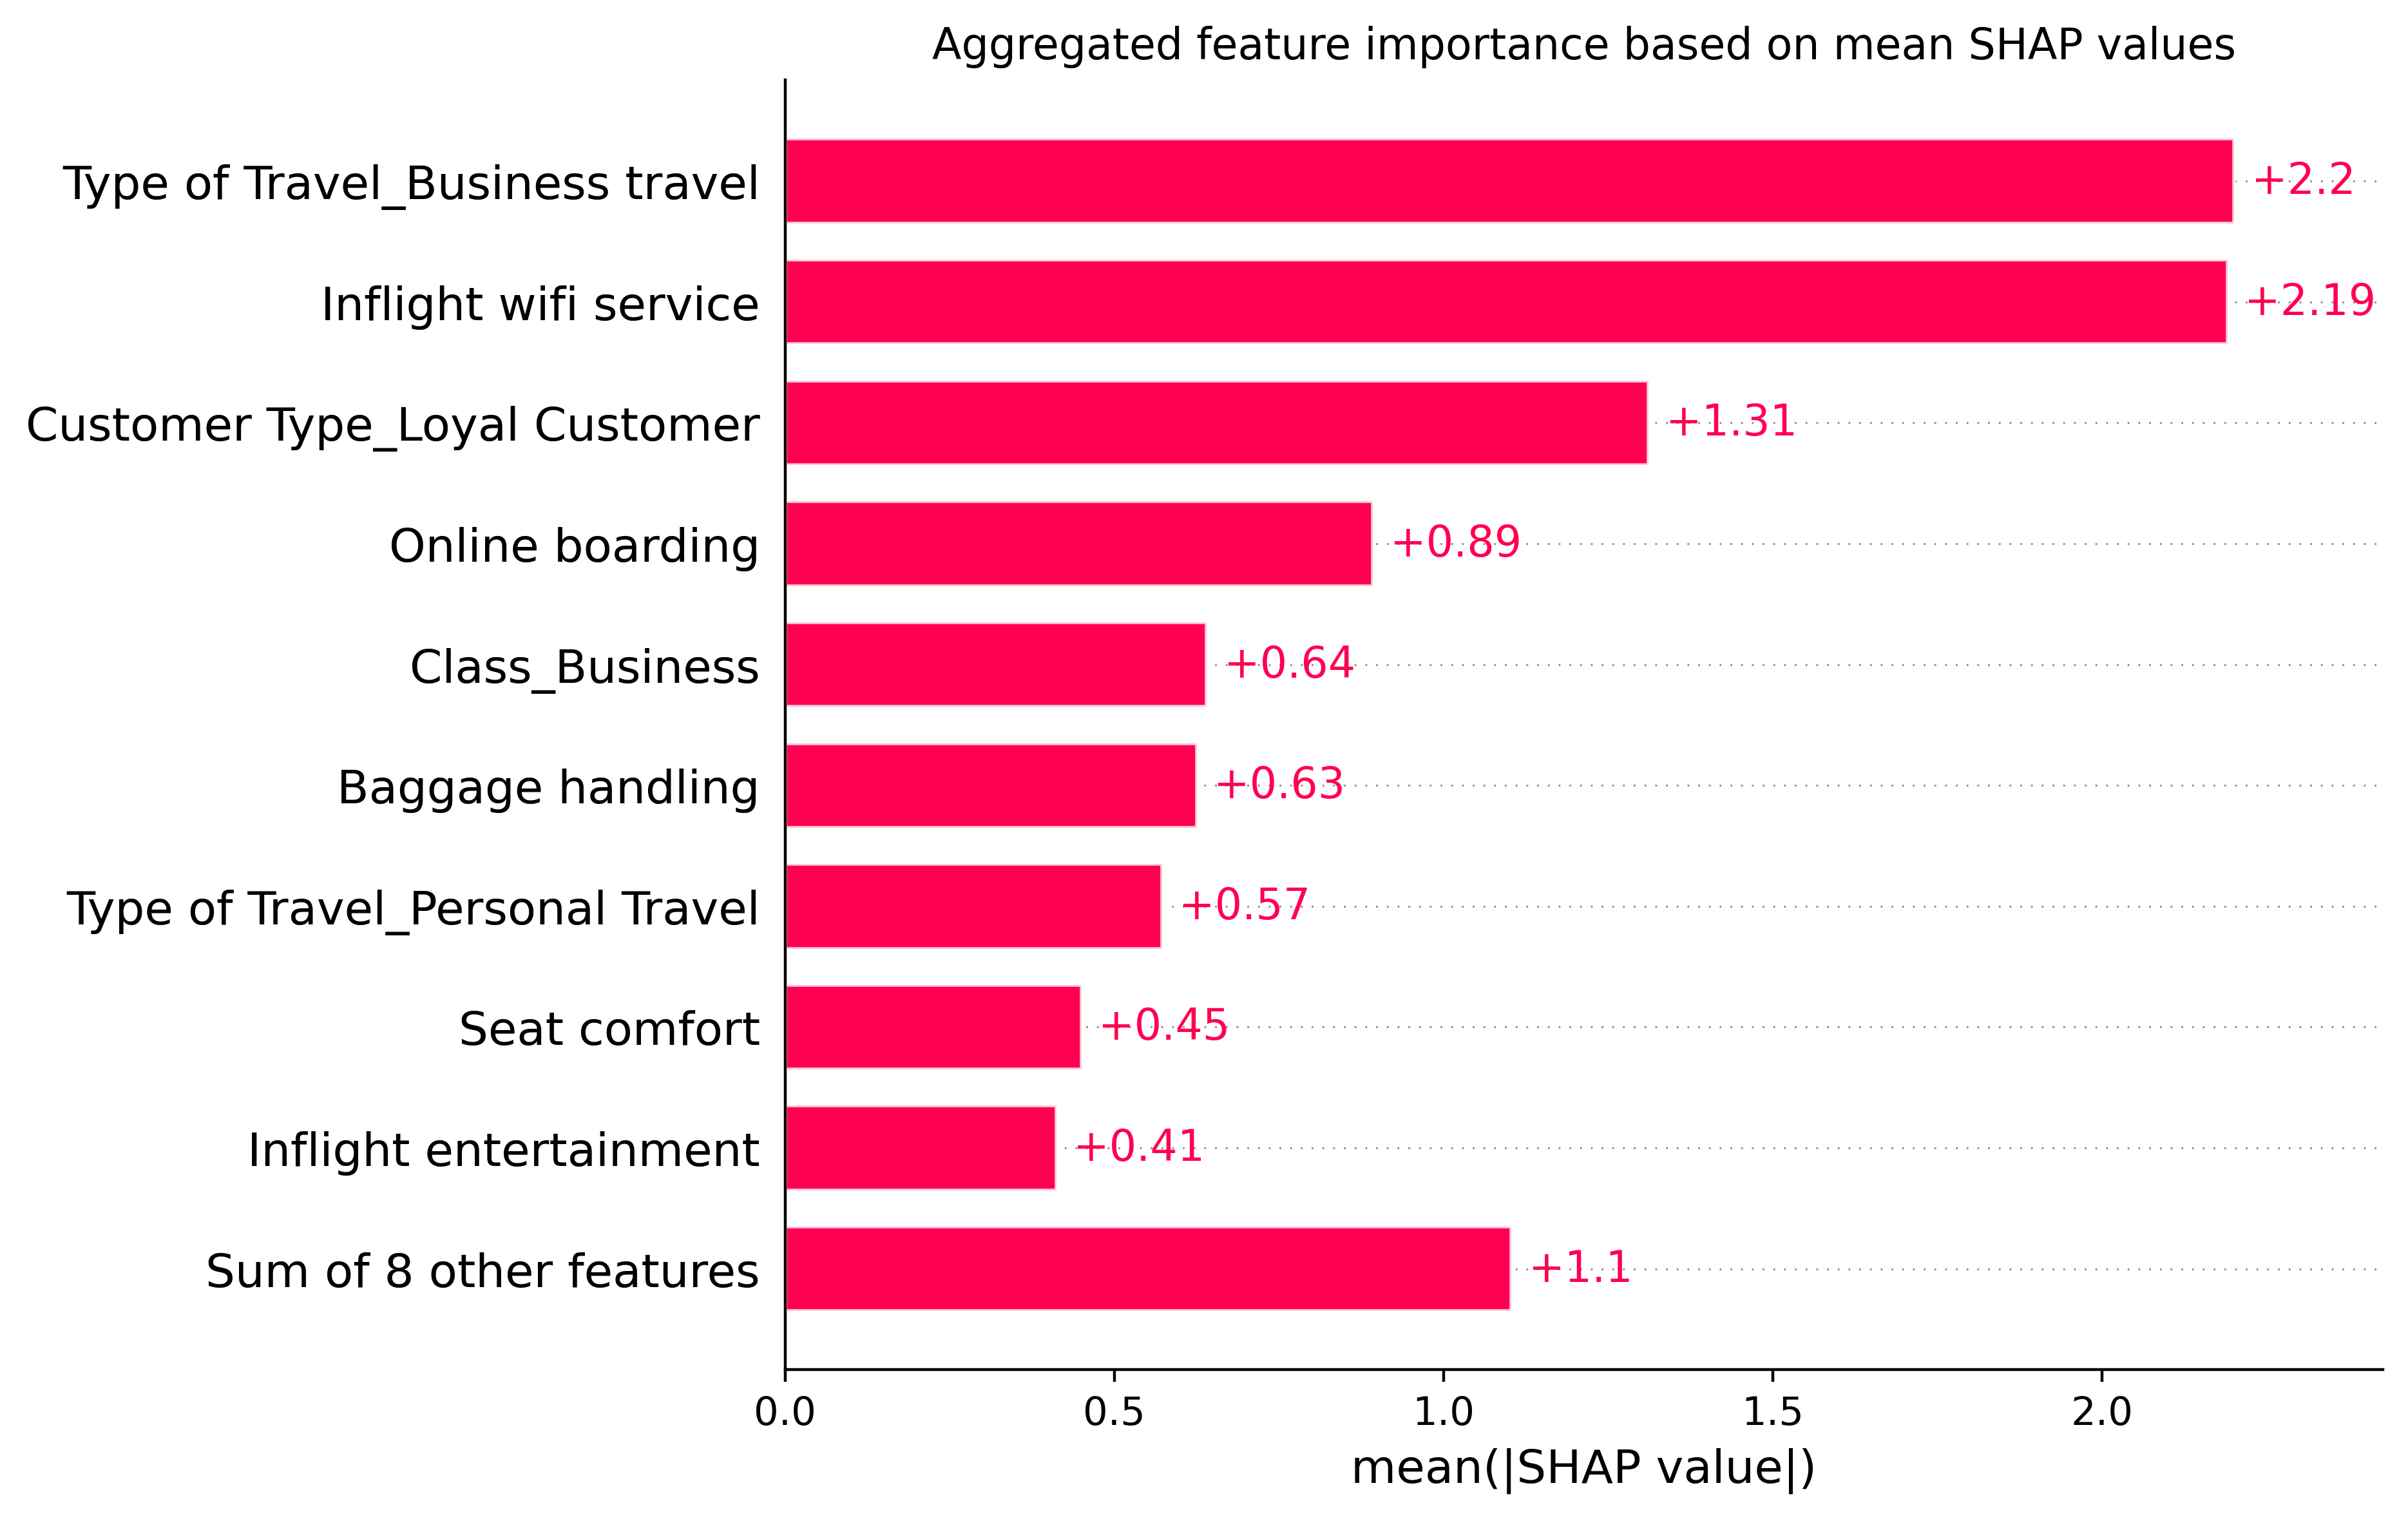 Aggregated feature importance based on mean SHAP values
Type of Travel_Business travel +2.2
Inflight wifi service +2.19
Customer Type_Loyal Customer +1.31
Online boarding +0.89
Class_Business +0.64
Baggage handling +0.63
Type of Travel_Personal Travel +0.57
Seat comfort +0.45
Inflight entertainment +0.41
Sum of 8 other features +1.1
0.0 0.5 1.0 1.5 2.0
mean(|SHAP value|)